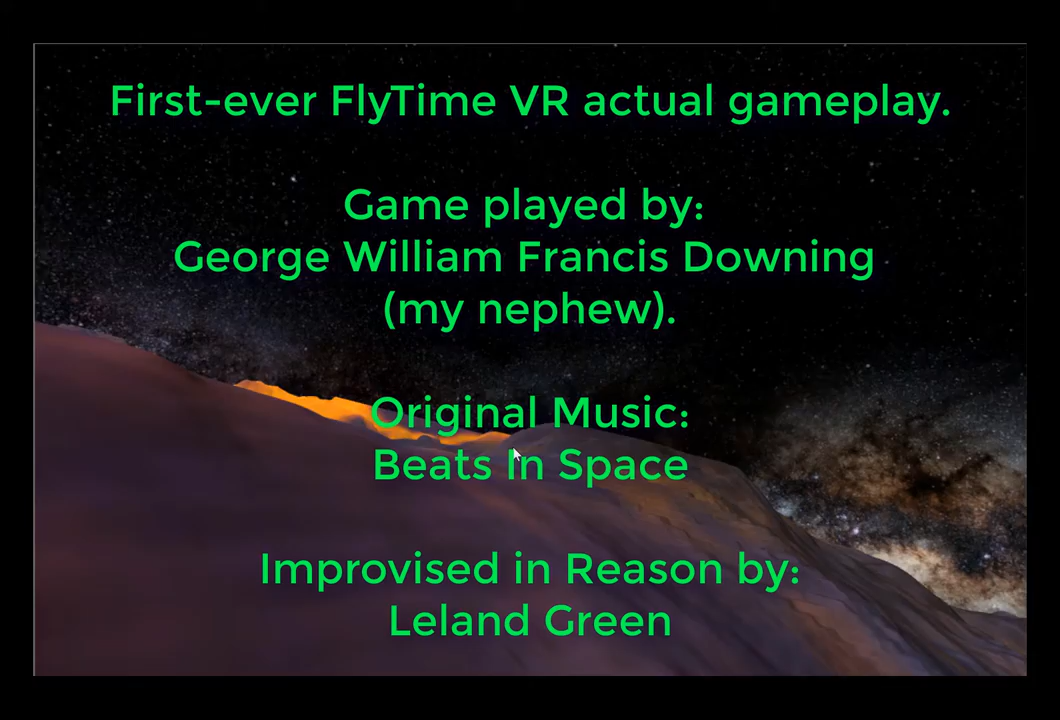 First-ever FlyTime VR actual gameplay.
Game played by:
George William Francis Downing
(my nephew).
Original Music:
Beats In Space
Improvised in Reason by:
Leland Green